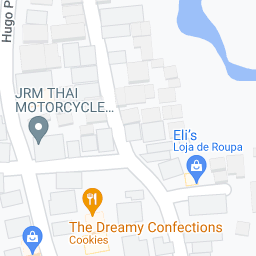 Hugo P
JRM THAI
MOTORCYCLE...
Eli's
Loja de Roupa
The Dreamy Confections
Cookies